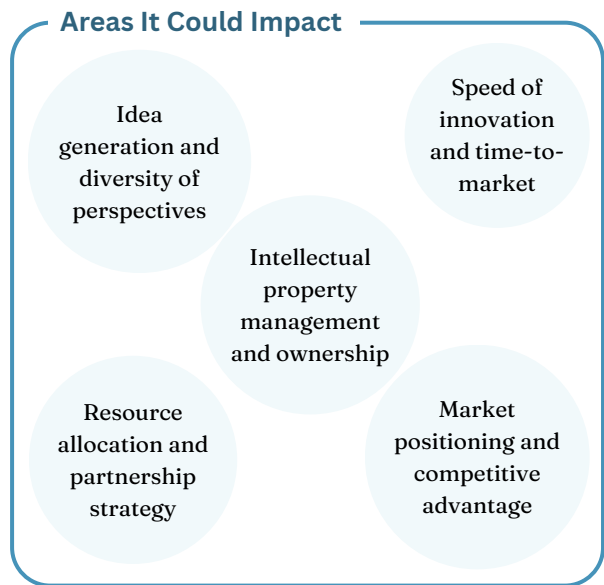 Areas It Could Impact
Idea
generation and
diversity of
perspectives
Speed of
innovation
and time-to-
market
Intellectual
property
management
and ownership
Resource
allocation and
partnership
strategy
Market
positioning and
competitive
advantage